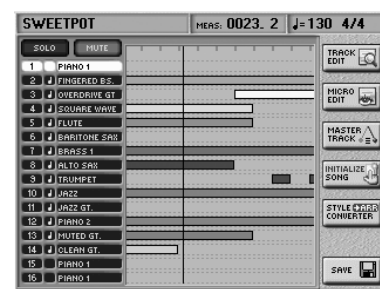 SWEETPOT MEAS: 0023. 2 ♩=130 4/4
SOLO MUTE
1 PIANO 1
2 FINGERED BS.
3 OVERDRIVE GT
4 SQUARE WAVE
5 FLUTE
6 BARITONE SAX
7 BRASS 1
8 ALTO SAX
9 TRUMPET
10 JAZZ
11 JAZZ GT.
12 PIANO 2
13 MUTED GT.
14 CLEAN GT.
15 PIANO 1
16 PIANO 1
TRACK
EDIT
MICRO
EDIT
MASTER
TRACK
INITIALIZE
SONG
STYLE ARR
CONVERTER
SAVE